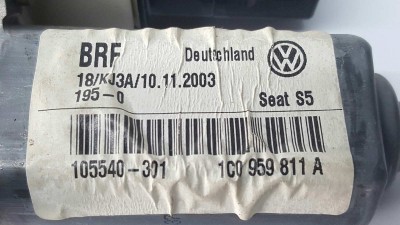 BRF Deutschland
18/KJ3A/10.11.2003
195-0 Seat S5
105540-301 1C0 959 811 A